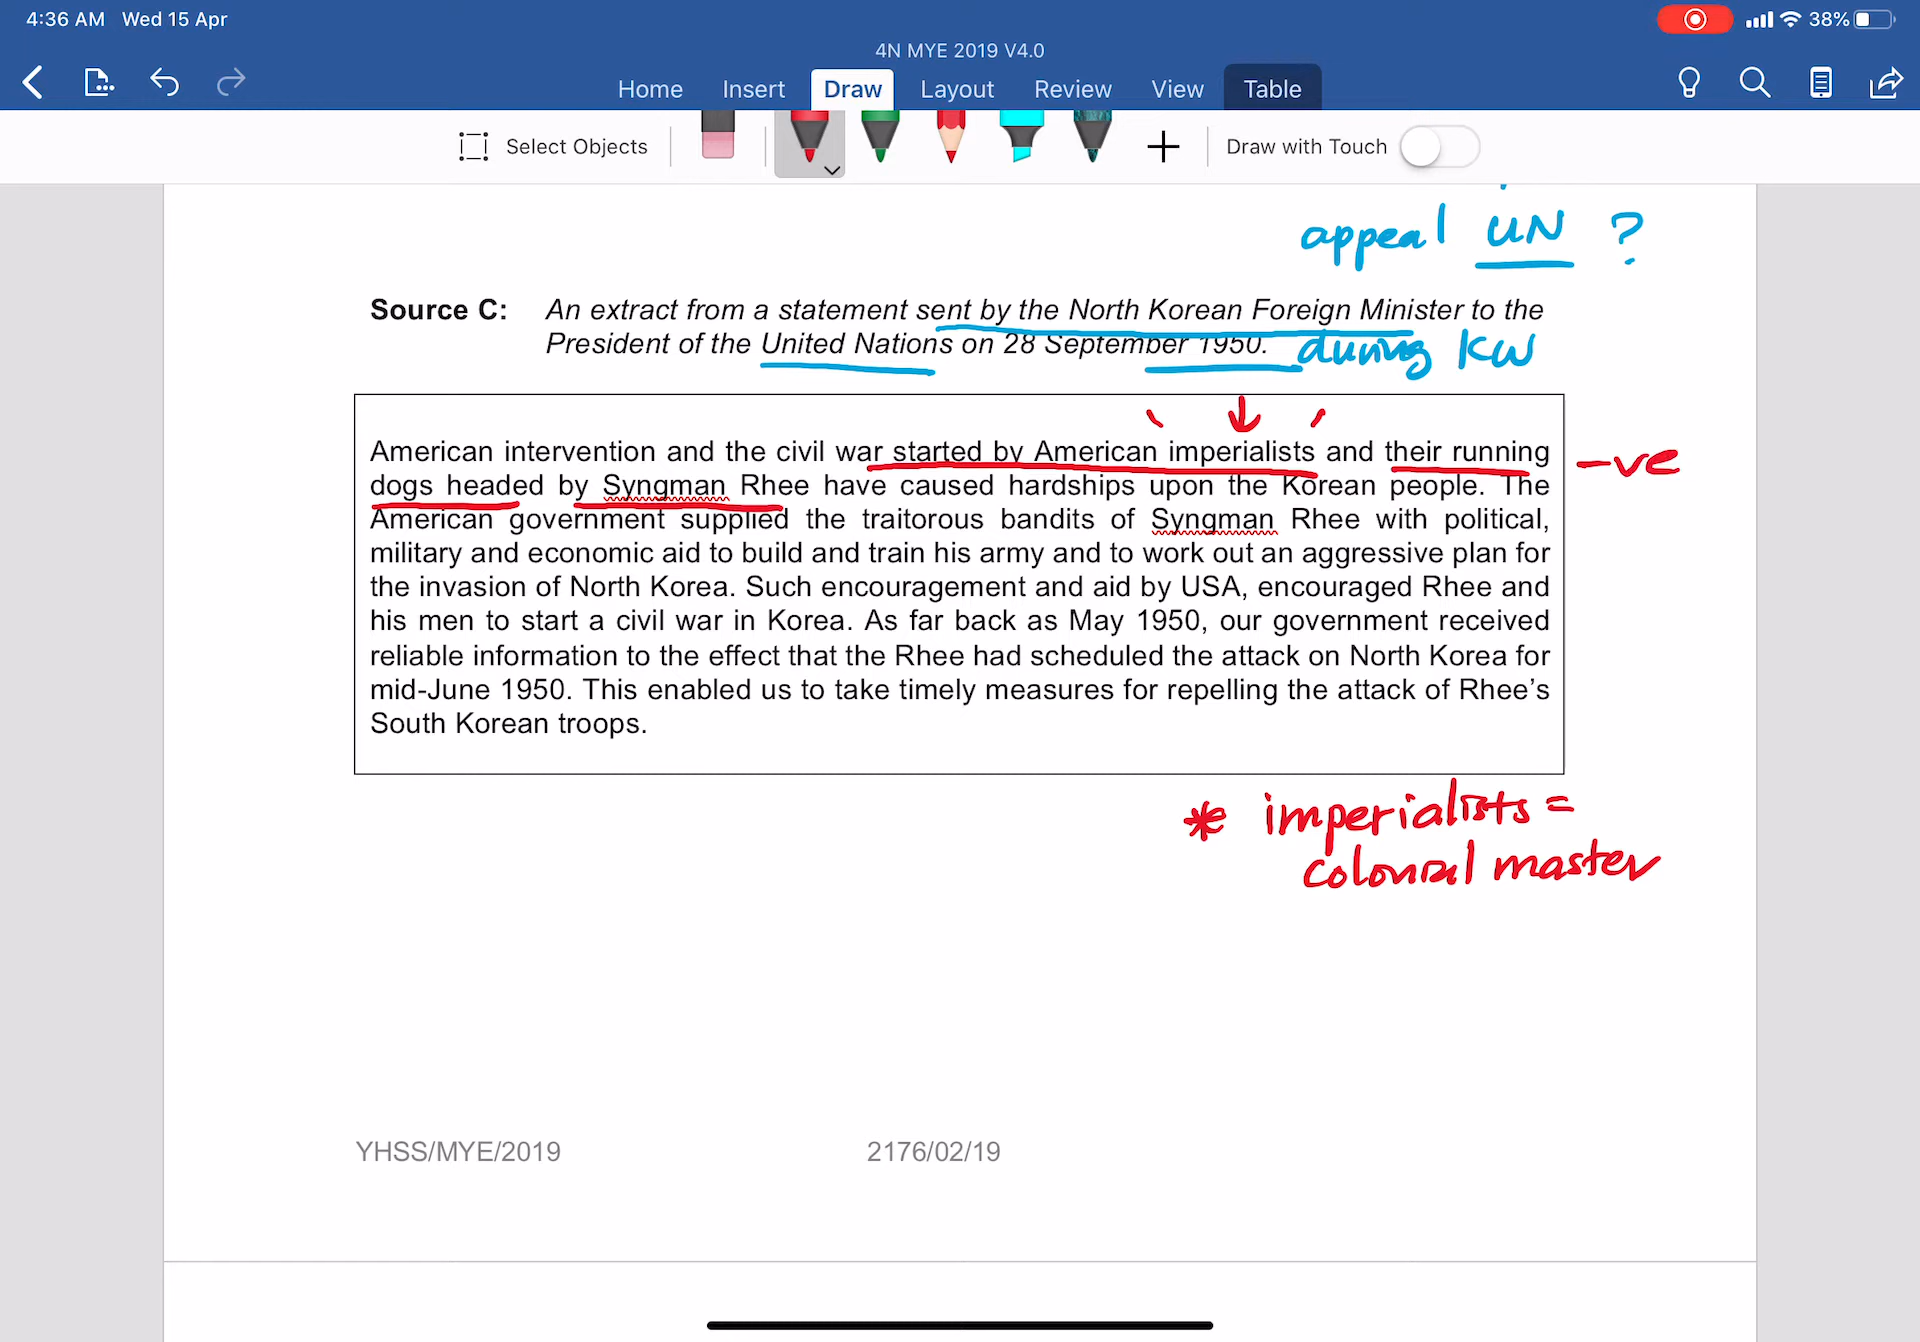 4:36 AM Wed 15 Apr
38%
4N MYE 2019 V4.0
Home Insert Draw Layout Review View Table
Select Objects
Draw with Touch
appeal UN ?
Source C: An extract from a statement sent by the North Korean Foreign Minister to the
President of the United Nations on 28 September 1950. during KW
American intervention and the civil war started by American imperialists and their running -ve
dogs headed by Syngman Rhee have caused hardships upon the Korean people. The
American government supplied the traitorous bandits of Syngman Rhee with political,
military and economic aid to build and train his army and to work out an aggressive plan for
the invasion of North Korea. Such encouragement and aid by USA, encouraged Rhee and
his men to start a civil war in Korea. As far back as May 1950, our government received
reliable information to the effect that the Rhee had scheduled the attack on North Korea for
mid-June 1950. This enabled us to take timely measures for repelling the attack of Rhee’s
South Korean troops.
* imperialists =
colonial master
YHSS/MYE/2019 2176/02/19